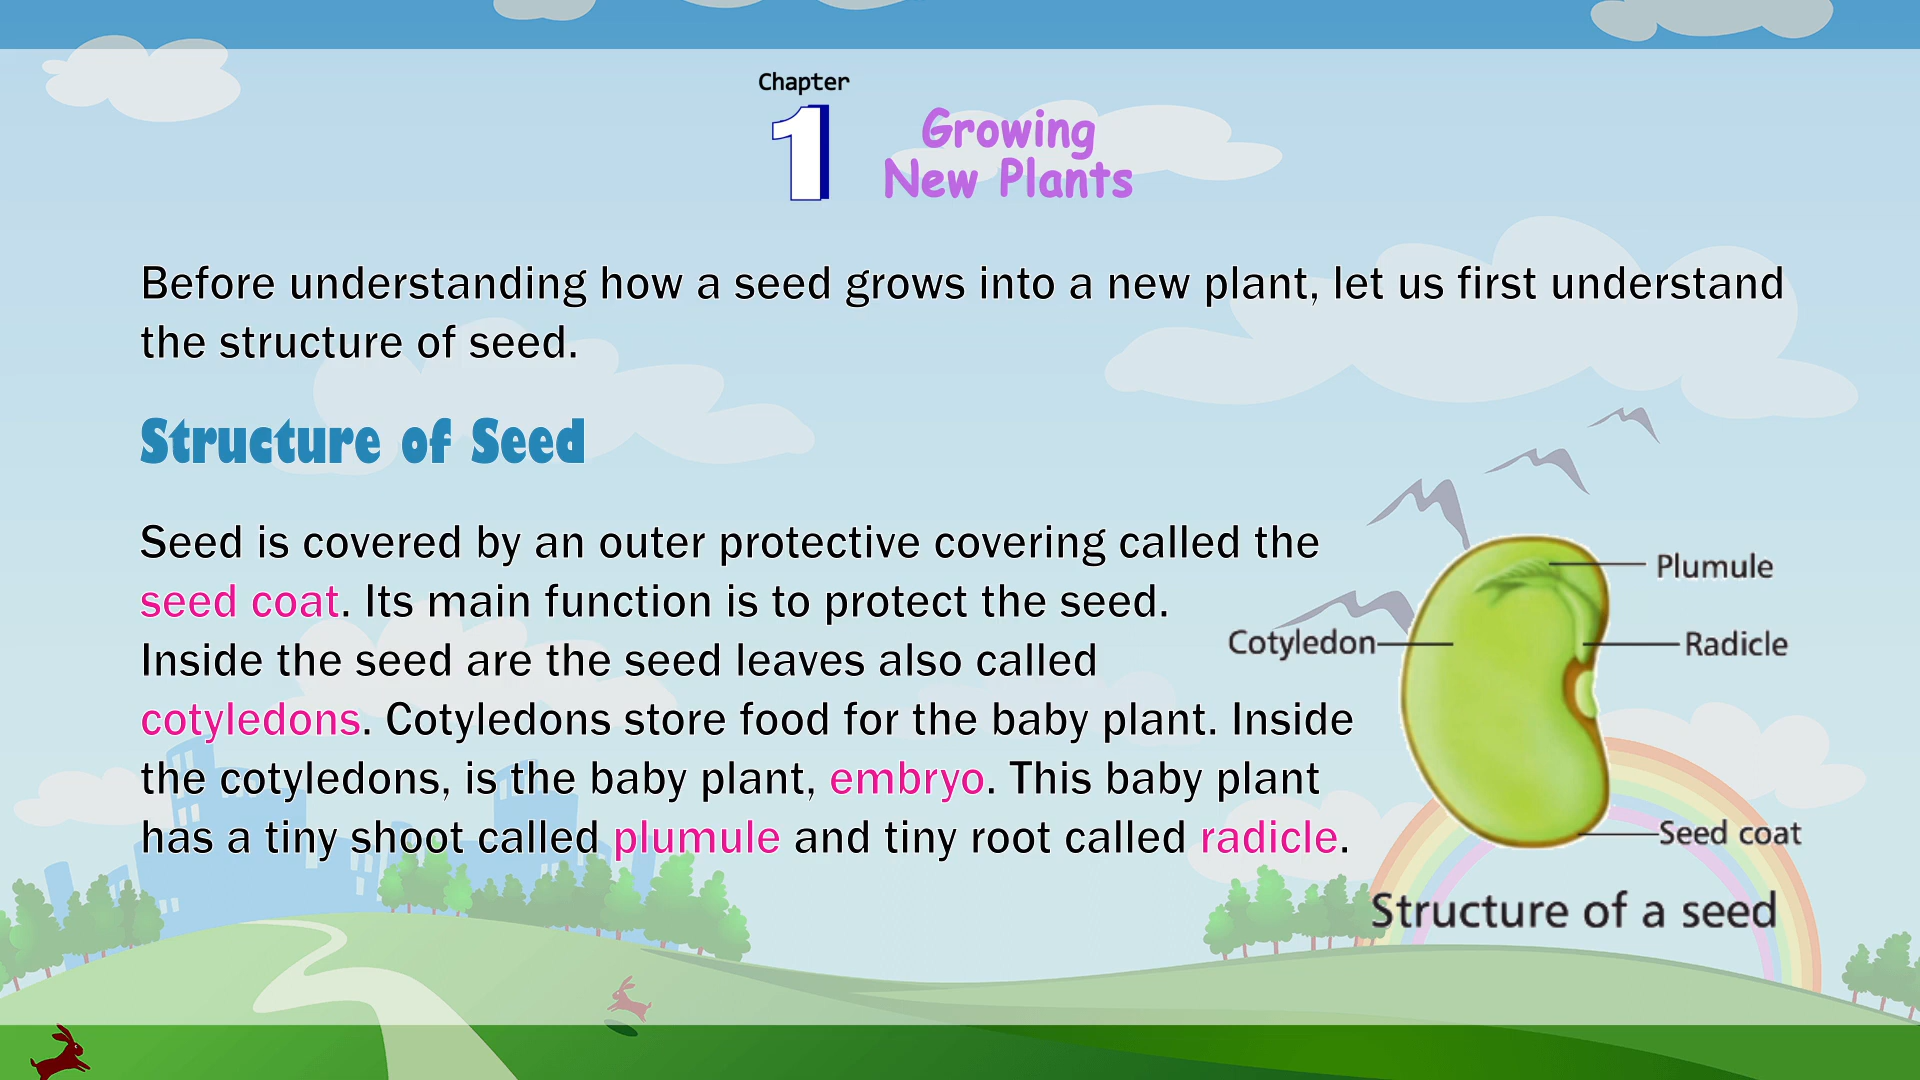 Chapter
1
Growing
New Plants
Before understanding how a seed grows into a new plant, let us first understand
the structure of seed.
Structure of Seed
Seed is covered by an outer protective covering called the
seed coat. Its main function is to protect the seed.
Inside the seed are the seed leaves also called
cotyledons. Cotyledons store food for the baby plant. Inside
the cotyledons, is the baby plant, embryo. This baby plant
has a tiny shoot called plumule and tiny root called radicle.
Plumule
Cotyledon
Radicle
Seed coat
Structure of a seed